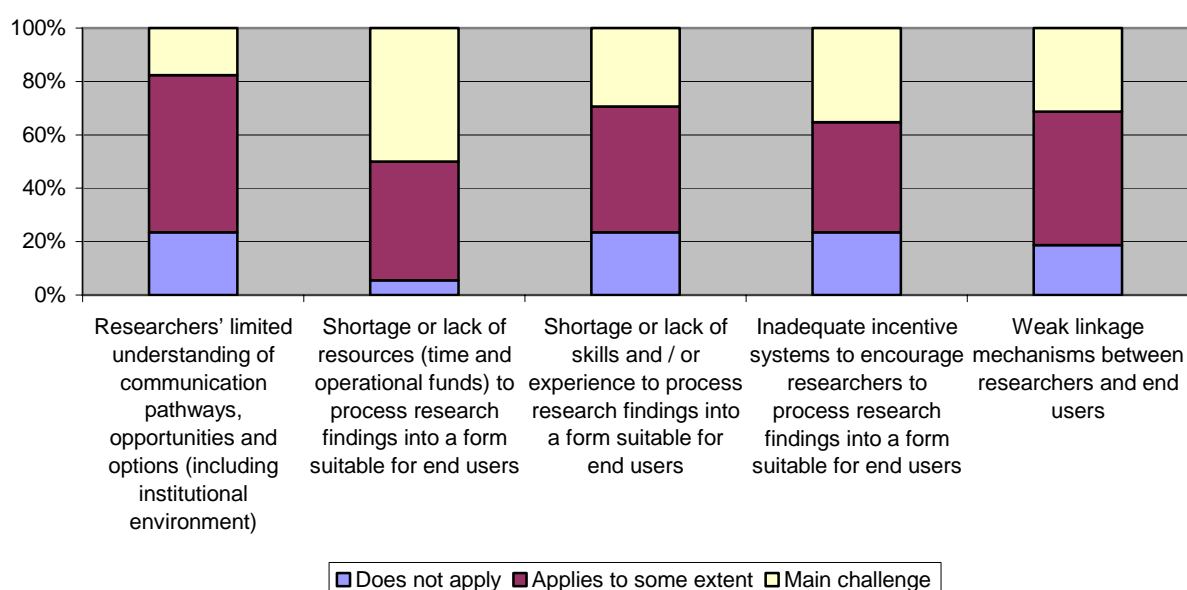 100%
80%
60%
40%
20%
0%
Researchers’ limited
understanding of
communication
pathways,
opportunities and
options (including
institutional
environment)
Shortage or lack of
resources (time and
operational funds) to
process research
findings into a form
suitable for end users
Shortage or lack of
skills and / or
experience to process
research findings into
a form suitable for
end users
Inadequate incentive
systems to encourage
researchers to
process research
findings into a form
suitable for end users
Weak linkage
mechanisms between
researchers and end
users
Does not apply Applies to some extent Main challenge